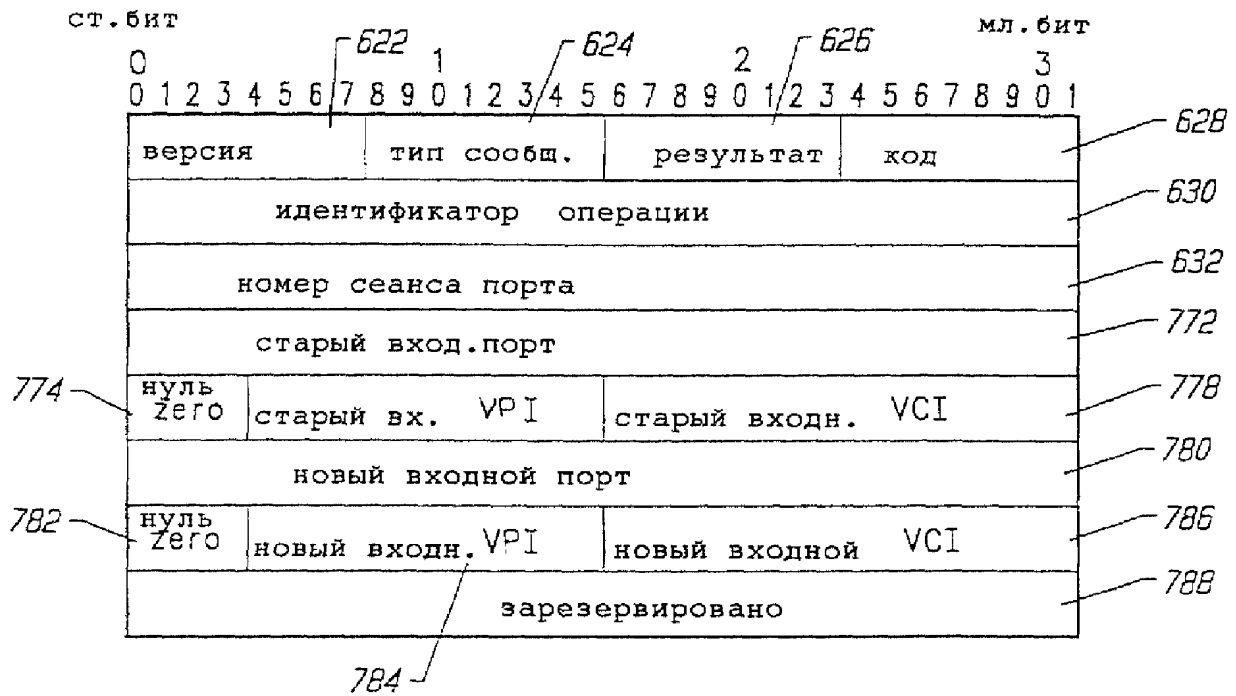 ст.бит мл.бит
622 624 626
0 1 2 3
0 1 2 3 4 5 6 7 8 9 0 1 2 3 4 5 6 7 8 9 0 1 2 3 4 5 6 7 8 9 0 1
версия тип сообщ. результат код 628
идентификатор операции 630
номер сеанса порта 632
старый вход.порт 772
774 нуль zero старый вх. VPI старый входн. VCI 778
новый входной порт 780
782 нуль zero новый входн. VPI новый входной VCI 786
зарезервировано 788
784